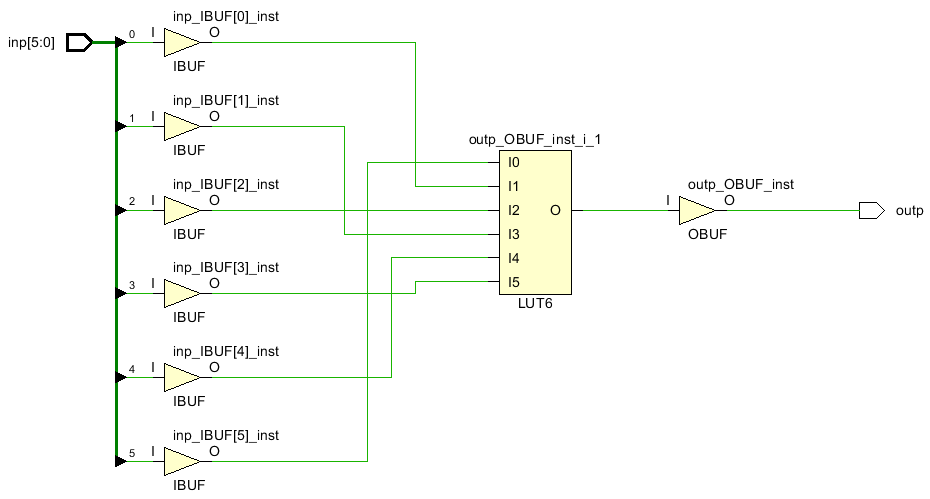 inp[5:0]
inp_IBUF[0]_inst
0
I
O
IBUF
inp_IBUF[1]_inst
1
I
O
IBUF
inp_IBUF[2]_inst
2
I
O
IBUF
inp_IBUF[3]_inst
3
I
O
IBUF
inp_IBUF[4]_inst
4
I
O
IBUF
inp_IBUF[5]_inst
5
I
O
IBUF
outp_OBUF_inst_i_1
I0
I1
I2
I3
I4
I5
O
LUT6
outp_OBUF_inst
I
O
OBUF
outp